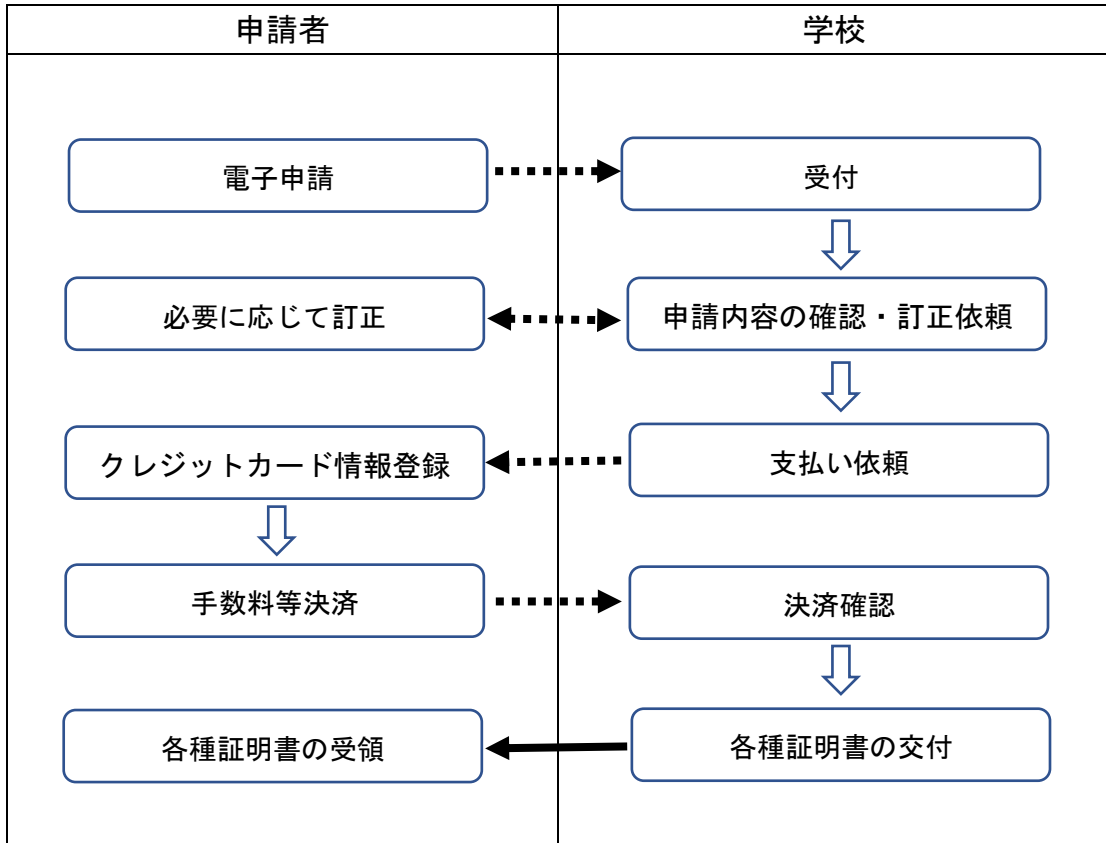 申請者
学校
電子申請
受付
必要に応じて訂正
申請内容の確認・訂正依頼
クレジットカード情報登録
支払い依頼
手数料等決済
決済確認
各種証明書の受領
各種証明書の交付